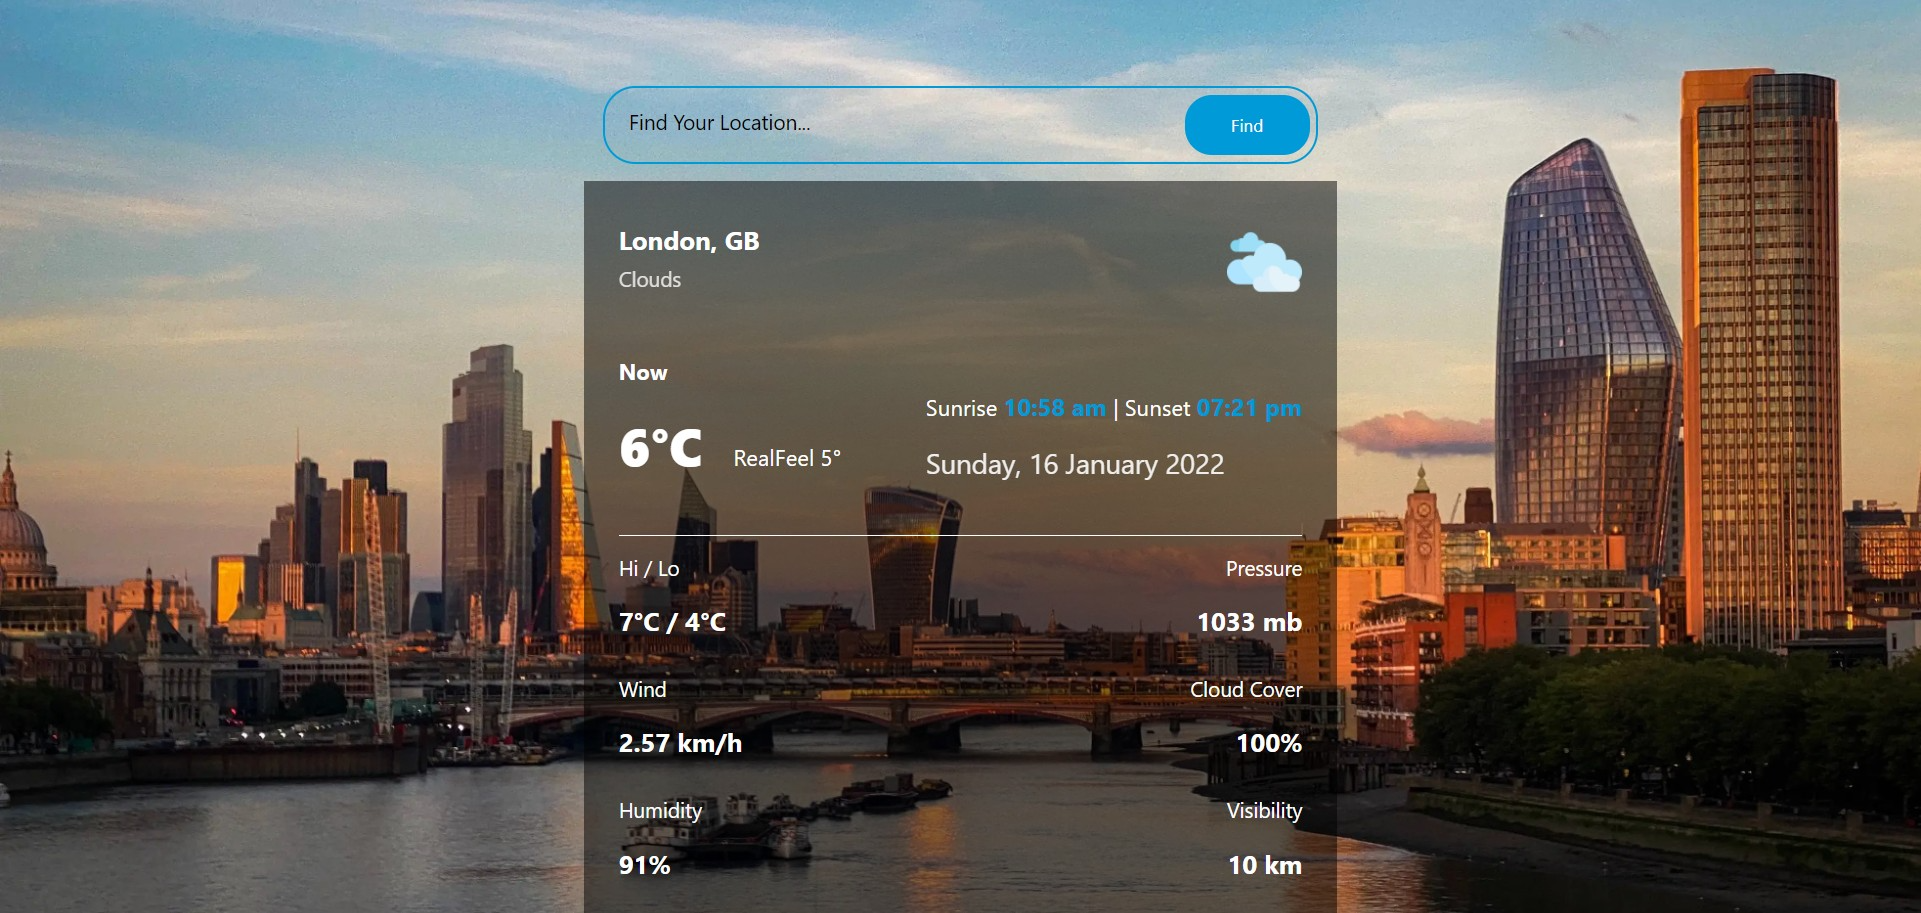 Find Your Location...
Find
London, GB
Clouds
Now
Sunrise 10:58 am | Sunset 07:21 pm
6°C RealFeel 5°
Sunday, 16 January 2022
Hi / Lo
Pressure
7°C / 4°C
1033 mb
Wind
Cloud Cover
2.57 km/h
100%
Humidity
Visibility
91%
10 km